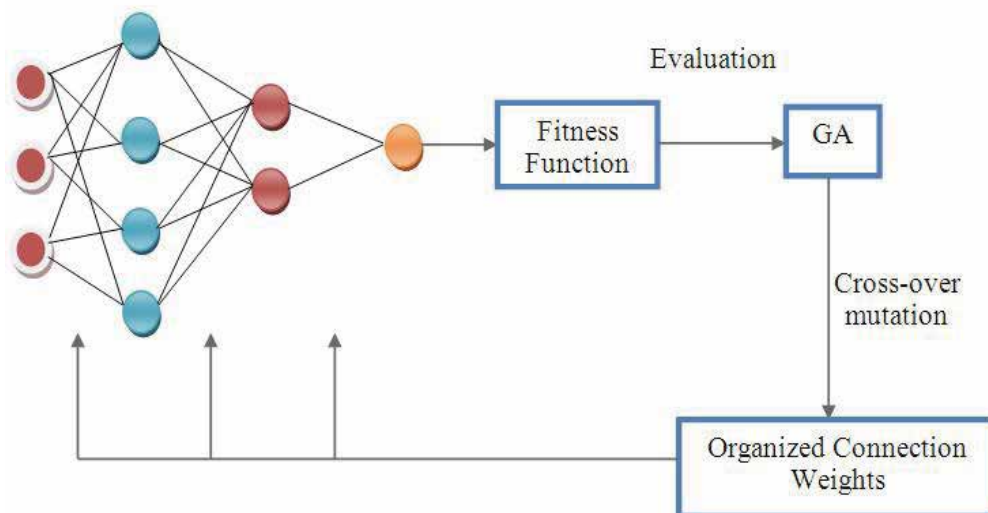 Evaluation
Fitness
Function
GA
Cross-over
mutation
Organized Connection
Weights